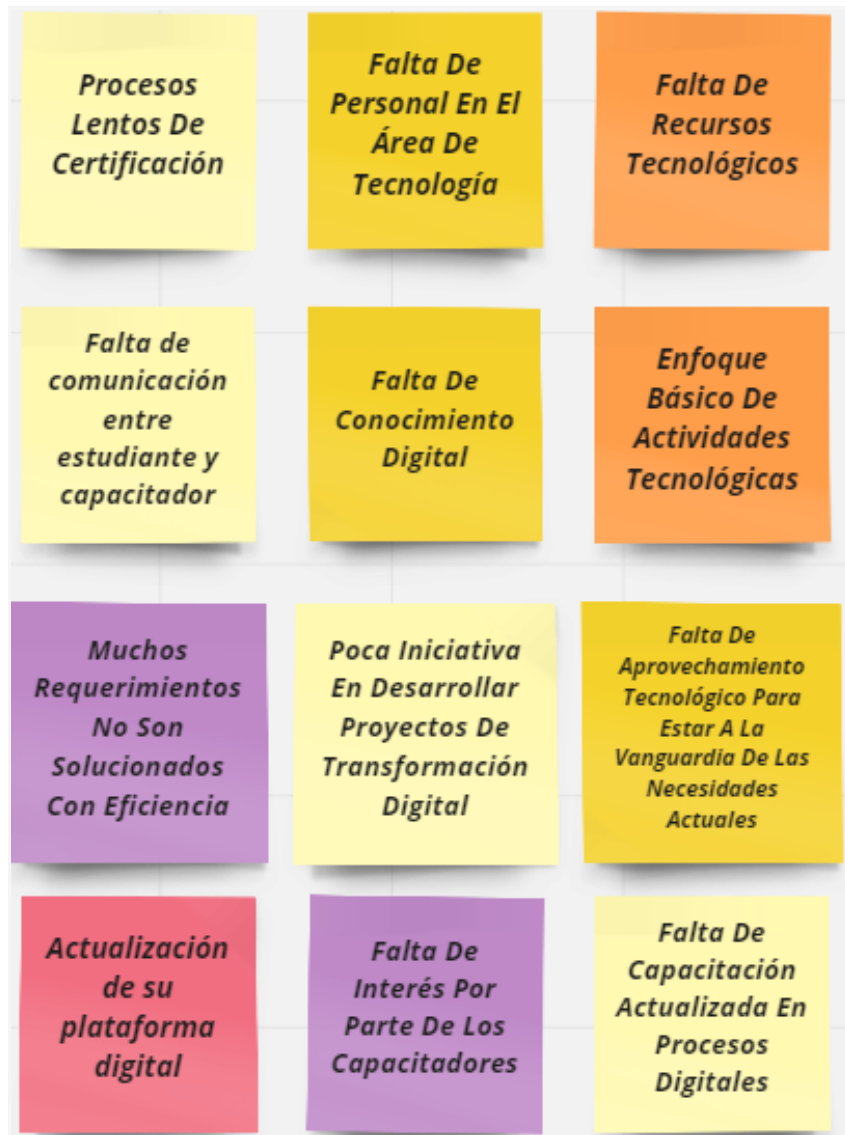 Procesos
Lentos De
Certificación
Falta De
Personal En El
Área De
Tecnología
Falta De
Recursos
Tecnológicos
Falta de
comunicación
entre
estudiante y
capacitador
Falta De
Conocimiento
Digital
Enfoque
Básico De
Actividades
Tecnológicas
Muchos
Requerimientos
No Son
Solucionados
Con Eficiencia
Poca Iniciativa
En Desarrollar
Proyectos De
Transformación
Digital
Falta De
Aprovechamiento
Tecnológico Para
Estar A La
Vanguardia De Las
Necesidades
Actuales
Actualización
de su
plataforma
digital
Falta De
Interés Por
Parte De Los
Capacitadores
Falta De
Capacitación
Actualizada En
Procesos
Digitales